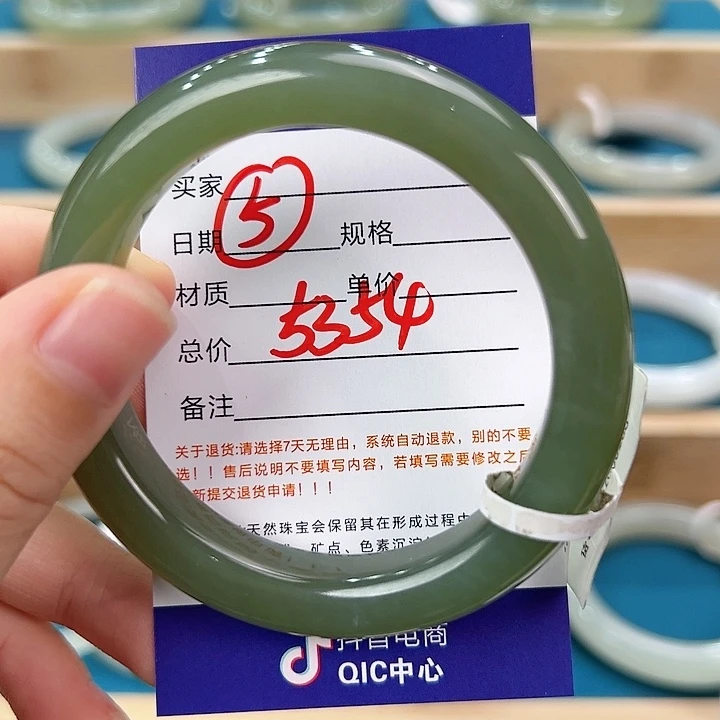 买家
5
日期 规格
材质 单价
5354
总价
备注
关于退货:请选择7天无理由，系统自动退款，别的不要
选！！售后说明不要填写内容，若填写需要修改之后
新提交退货申请！！！
天然珠宝会保留其在形成过程中
矿点、色素沉淀
抖音电商
QIC中心